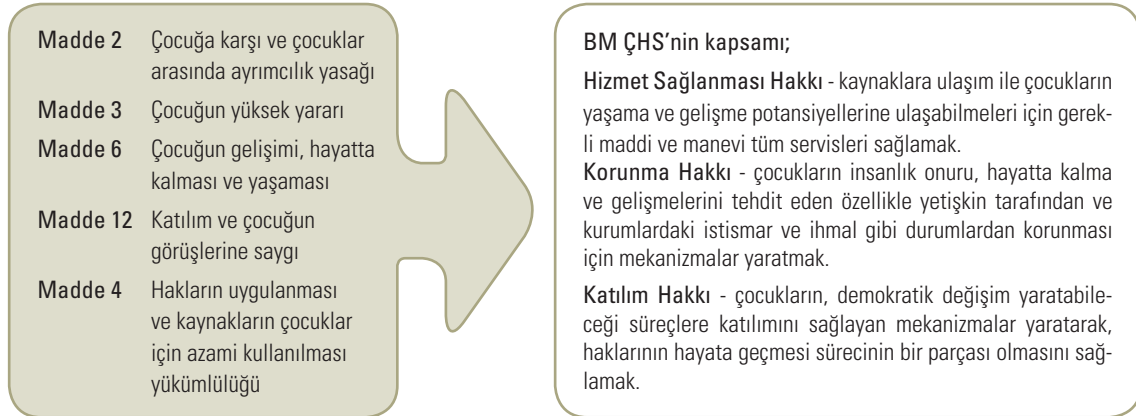 Madde 2 Çocuğa karşı ve çocuklar
arasında ayrımcılık yasağı
Madde 3 Çocuğun yüksek yararı
Madde 6 Çocuğun gelişimi, hayatta
kalması ve yaşaması
Madde 12 Katılım ve çocuğun
görüşlerine saygı
Madde 4 Hakların uygulanması
ve kaynakların çocuklar
için azami kullanılması
yükümlülüğü
BM ÇHS'nin kapsamı;
Hizmet Sağlanması Hakkı - kaynaklara ulaşım ile çocukların
yaşama ve gelişme potansiyellerine ulaşabilmeleri için gerek-
li maddi ve manevi tüm servisleri sağlamak.
Korunma Hakkı - çocukların insanlık onuru, hayatta kalma
ve gelişmelerini tehdit eden özellikle yetişkin tarafından ve
kurumlardaki istismar ve ihmal gibi durumlardan korunması
için mekanizmalar yaratmak.
Katılım Hakkı - çocukların, demokratik değişim yaratabile-
ceği süreçlere katılımını sağlayan mekanizmalar yaratarak,
haklarının hayata geçmesi sürecinin bir parçası olmasını sağ-
lamak.